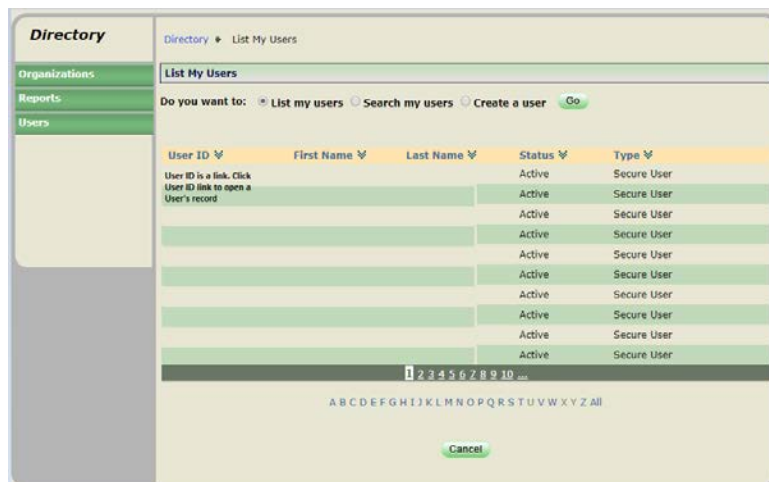 Directory
Directory List My Users
Organizations
Reports
Users
List My Users
Do you want to: List my users Search my users Create a user Go
User ID First Name Last Name Status Type
User ID is a link. Click
User ID link to open a
User's record
Active Secure User
Active Secure User
Active Secure User
Active Secure User
Active Secure User
Active Secure User
Active Secure User
Active Secure User
Active Secure User
Active Secure User
1 2 3 4 5 6 7 8 9 10 ...
A B C D E F G H I J K L M N O P Q R S T U V W X Y Z All
Cancel